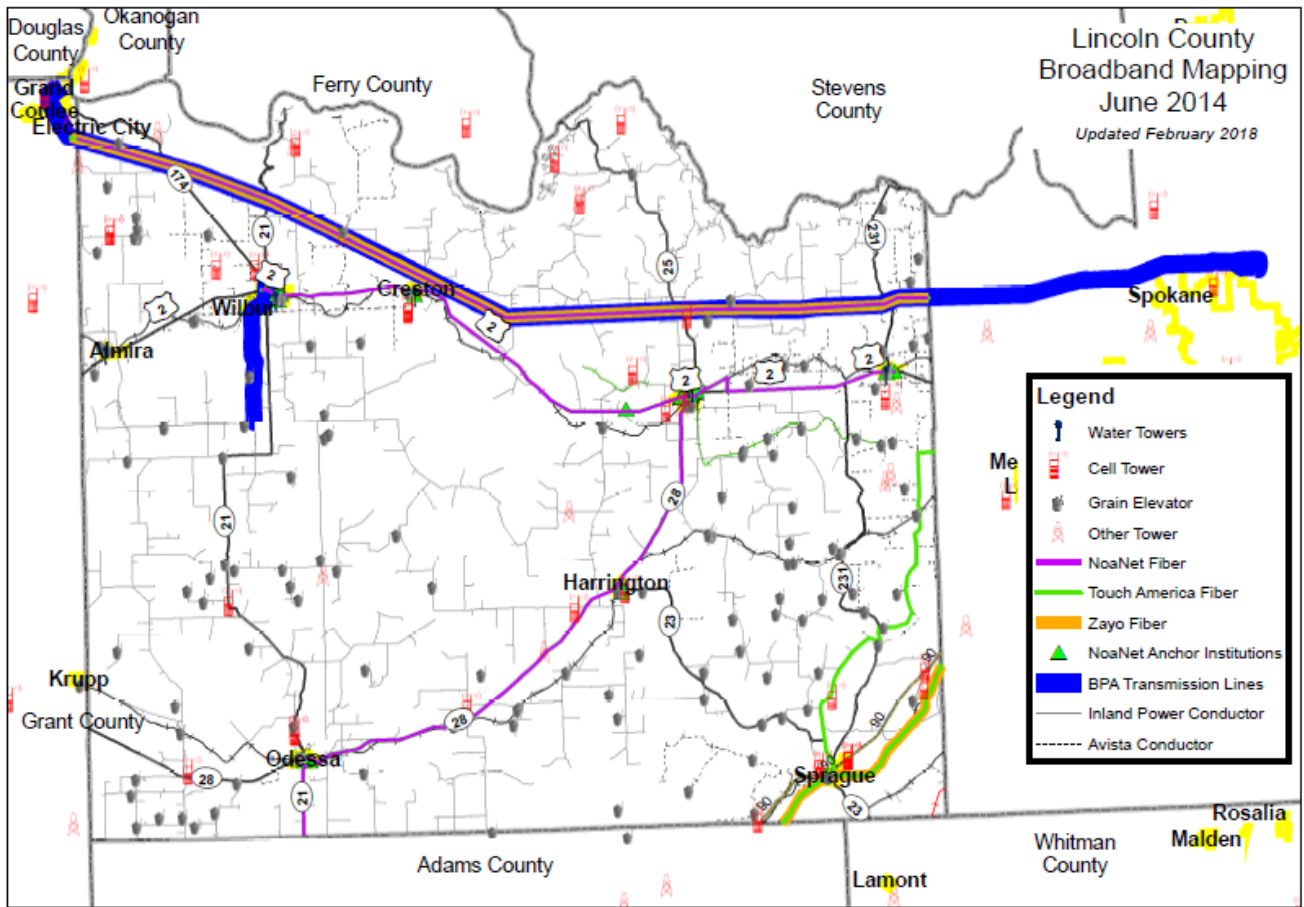 Douglas
County
Okanogan
County
Ferry County
Stevens
County
Lincoln County
Broadband Mapping
June 2014
Updated February 2018
Grand
Coulee
Electric City
174
21
25
231
2
Wilbur
Creston
2
2
Almira
2
2
2
Spokane
Legend
Water Towers
Cell Tower
Grain Elevator
Other Tower
NoaNet Fiber
Touch America Fiber
Zayo Fiber
NoaNet Anchor Institutions
BPA Transmission Lines
Inland Power Conductor
Avista Conductor
Me
L
28
21
Harrington
231
23
90
Krupp
Grant County
28
90
Odessa
28
21
Sprague
90
23
Adams County
Whitman
County
Rosalia
Malden
Lamont